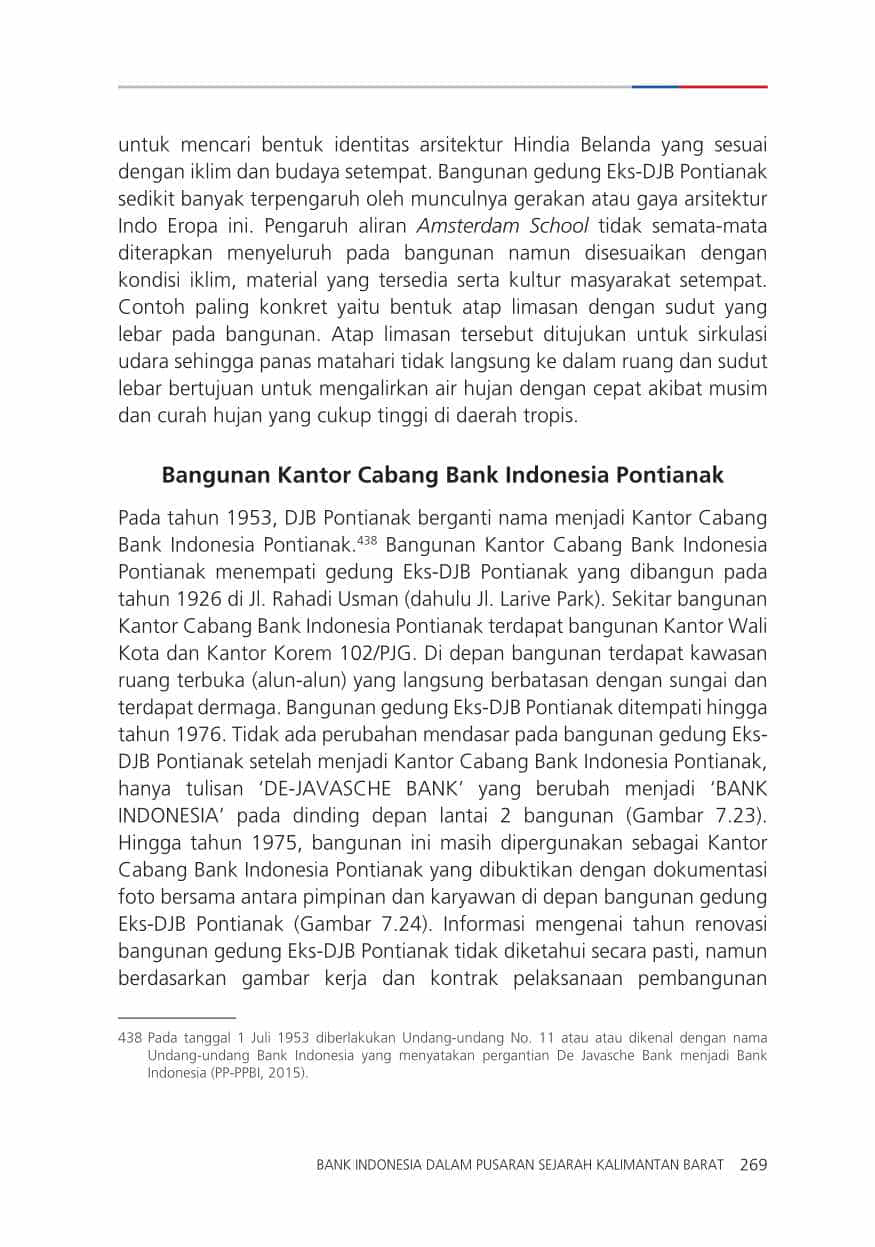 untuk mencari bentuk identitas arsitektur Hindia Belanda yang sesuai
dengan iklim dan budaya setempat. Bangunan gedung Eks-DJB Pontianak
sedikit banyak terpengaruh oleh munculnya gerakan atau gaya arsitektur
Indo Eropa ini. Pengaruh aliran Amsterdam School tidak semata-mata
diterapkan menyeluruh pada bangunan namun disesuaikan dengan
kondisi iklim, material yang tersedia serta kultur masyarakat setempat.
Contoh paling konkret yaitu bentuk atap limasan dengan sudut yang
lebar pada bangunan. Atap limasan tersebut ditujukan untuk sirkulasi
udara sehingga panas matahari tidak langsung ke dalam ruang dan sudut
lebar bertujuan untuk mengalirkan air hujan dengan cepat akibat musim
dan curah hujan yang cukup tinggi di daerah tropis.
Bangunan Kantor Cabang Bank Indonesia Pontianak
Pada tahun 1953, DJB Pontianak berganti nama menjadi Kantor Cabang
Bank Indonesia Pontianak.438 Bangunan Kantor Cabang Bank Indonesia
Pontianak menempati gedung Eks-DJB Pontianak yang dibangun pada
tahun 1926 di Jl. Rahadi Usman (dahulu Jl. Larive Park). Sekitar bangunan
Kantor Cabang Bank Indonesia Pontianak terdapat bangunan Kantor Wali
Kota dan Kantor Korem 102/PJG. Di depan bangunan terdapat kawasan
ruang terbuka (alun-alun) yang langsung berbatasan dengan sungai dan
terdapat dermaga. Bangunan gedung Eks-DJB Pontianak ditempati hingga
tahun 1976. Tidak ada perubahan mendasar pada bangunan gedung Eks-
DJB Pontianak setelah menjadi Kantor Cabang Bank Indonesia Pontianak,
hanya tulisan ‘DE-JAVASCHE BANK’ yang berubah menjadi ‘BANK
INDONESIA’ pada dinding depan lantai 2 bangunan (Gambar 7.23).
Hingga tahun 1975, bangunan ini masih dipergunakan sebagai Kantor
Cabang Bank Indonesia Pontianak yang dibuktikan dengan dokumentasi
foto bersama antara pimpinan dan karyawan di depan bangunan gedung
Eks-DJB Pontianak (Gambar 7.24). Informasi mengenai tahun renovasi
bangunan gedung Eks-DJB Pontianak tidak diketahui secara pasti, namun
berdasarkan gambar kerja dan kontrak pelaksanaan pembangunan
438 Pada tanggal 1 Juli 1953 diberlakukan Undang-undang No. 11 atau atau dikenal dengan nama
Undang-undang Bank Indonesia yang menyatakan pergantian De Javasche Bank menjadi Bank
Indonesia (PP-PPBI, 2015).
BANK INDONESIA DALAM PUSARAN SEJARAH KALIMANTAN BARAT 269